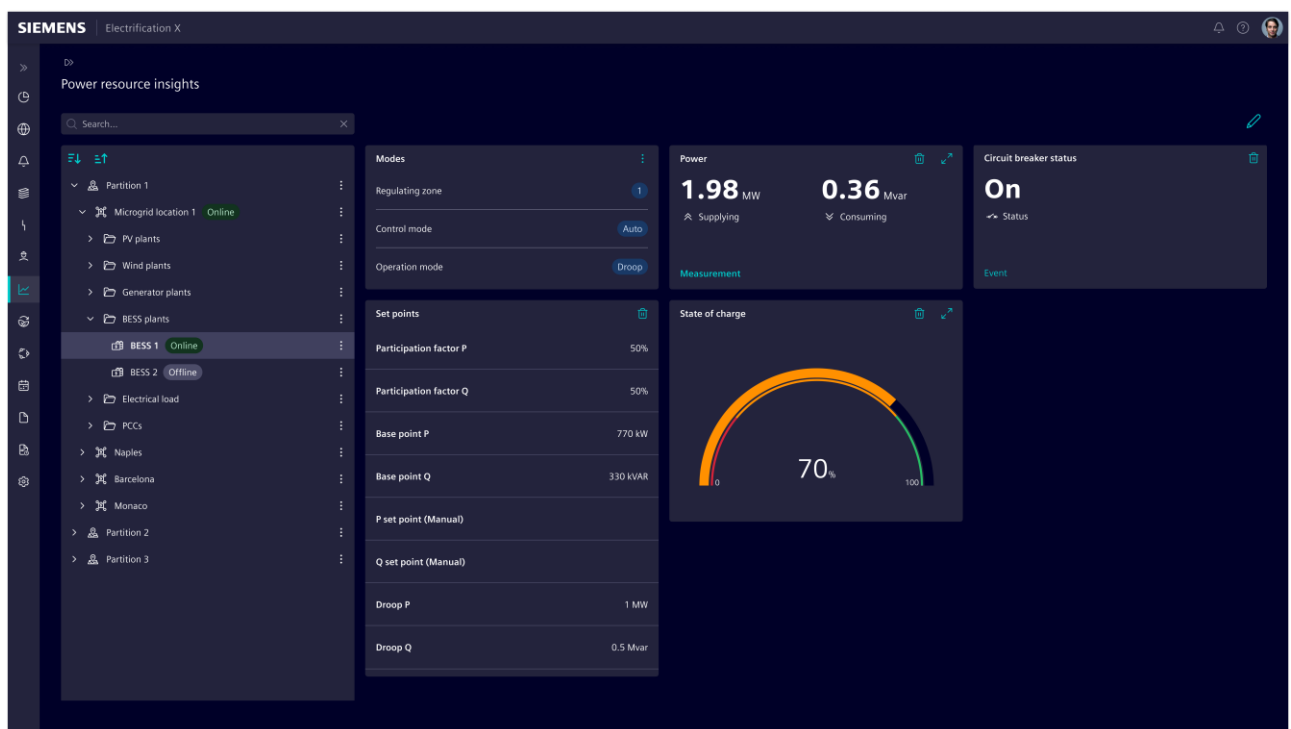 SIEMENS Electrification X
Power resource insights
Search...
Partition 1
Microgrid location 1 Online
PV plants
Wind plants
Generator plants
BESS plants
BESS 1 Online
BESS 2 Offline
Electrical load
PCCs
Naples
Barcelona
Monaco
Partition 2
Partition 3
Modes
Regulating zone 1
Control mode Auto
Operation mode Droop
Set points
Participation factor P 50%
Participation factor Q 50%
Base point P 770 kW
Base point Q 330 kVAR
P set point (Manual)
Q set point (Manual)
Droop P 1 MW
Droop Q 0.5 Mvar
Power
1.98 MW 0.36 Mvar
Supplying Consuming
Measurement
State of charge
70%
0 100
Circuit breaker status
On
Status
Event